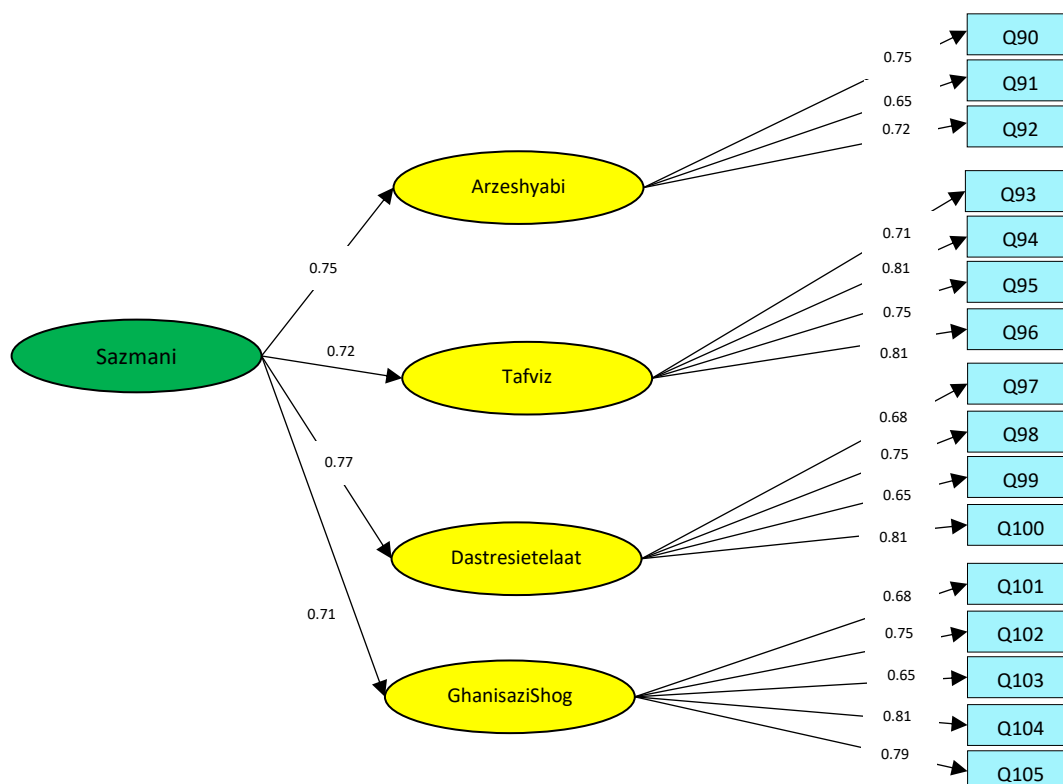 Q90
0.75
Q91
0.65
Q92
0.72
Arzeshyabi
Q93
0.71
Q94
0.81
0.75
Q95
0.75
Q96
0.81
Sazmani
0.72
Tafviz
Q97
0.68
Q98
0.75
0.77
Q99
0.65
Q100
0.81
Dastresietelaat
Q101
0.68
0.71
Q102
0.75
Q103
0.65
GhanisaziShog
Q104
0.81
Q105
0.79